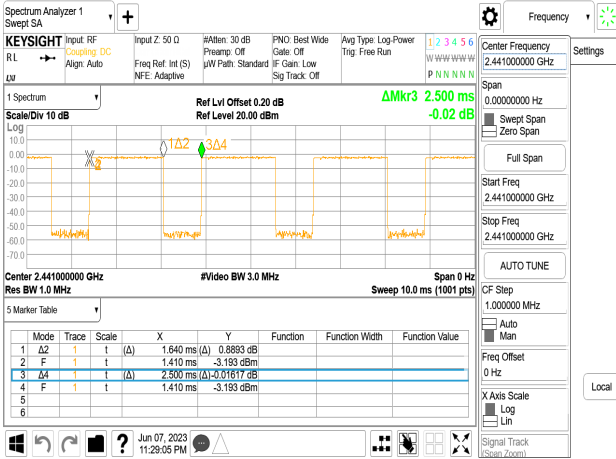 Spectrum Analyzer 1
Swept SA
Frequency
KEYSIGHT
Input: RF
Coupling: DC
Align: Auto
Input Z: 50 Ω
Freq Ref: Int (S)
NFE: Adaptive
#Atten: 30 dB
Preamp: Off
µW Path: Standard
PNO: Best Wide
Gate: Off
IF Gain: Low
Sig Track: Off
Avg Type: Log-Power
Trig: Free Run
1 2 3 4 5 6
W W W W W W
P N N N N N
R L
1 Spectrum
Scale/Div 10 dB
Ref Lvl Offset 0.20 dB
Ref Level 20.00 dBm
ΔMkr3 2.500 ms
-0.02 dB
Log
10.0
0.00
-10.0
-20.0
-30.0
-40.0
-50.0
-60.0
-70.0
1Δ2
3Δ4
Center 2.441000000 GHz
Res BW 1.0 MHz
#Video BW 3.0 MHz
Span 0 Hz
Sweep 10.0 ms (1001 pts)
5 Marker Table
Mode Trace Scale X Y Function Function Width Function Value
1 Δ2 1 t (Δ) 1.640 ms (Δ) 0.8893 dB
2 F 1 t 1.410 ms -3.193 dBm
3 Δ4 1 t (Δ) 2.500 ms (Δ) -0.01617 dB
4 F 1 t 1.410 ms -3.193 dBm
5
6
Jun 07, 2023
11:29:05 PM
Center Frequency
2.441000000 GHz
Settings
Span
0.00000000 Hz
Swept Span
Zero Span
Full Span
Start Freq
2.441000000 GHz
Stop Freq
2.441000000 GHz
AUTO TUNE
CF Step
1.000000 MHz
Auto
Man
Freq Offset
0 Hz
Local
X Axis Scale
Log
Lin
Signal Track
(Span Zoom)